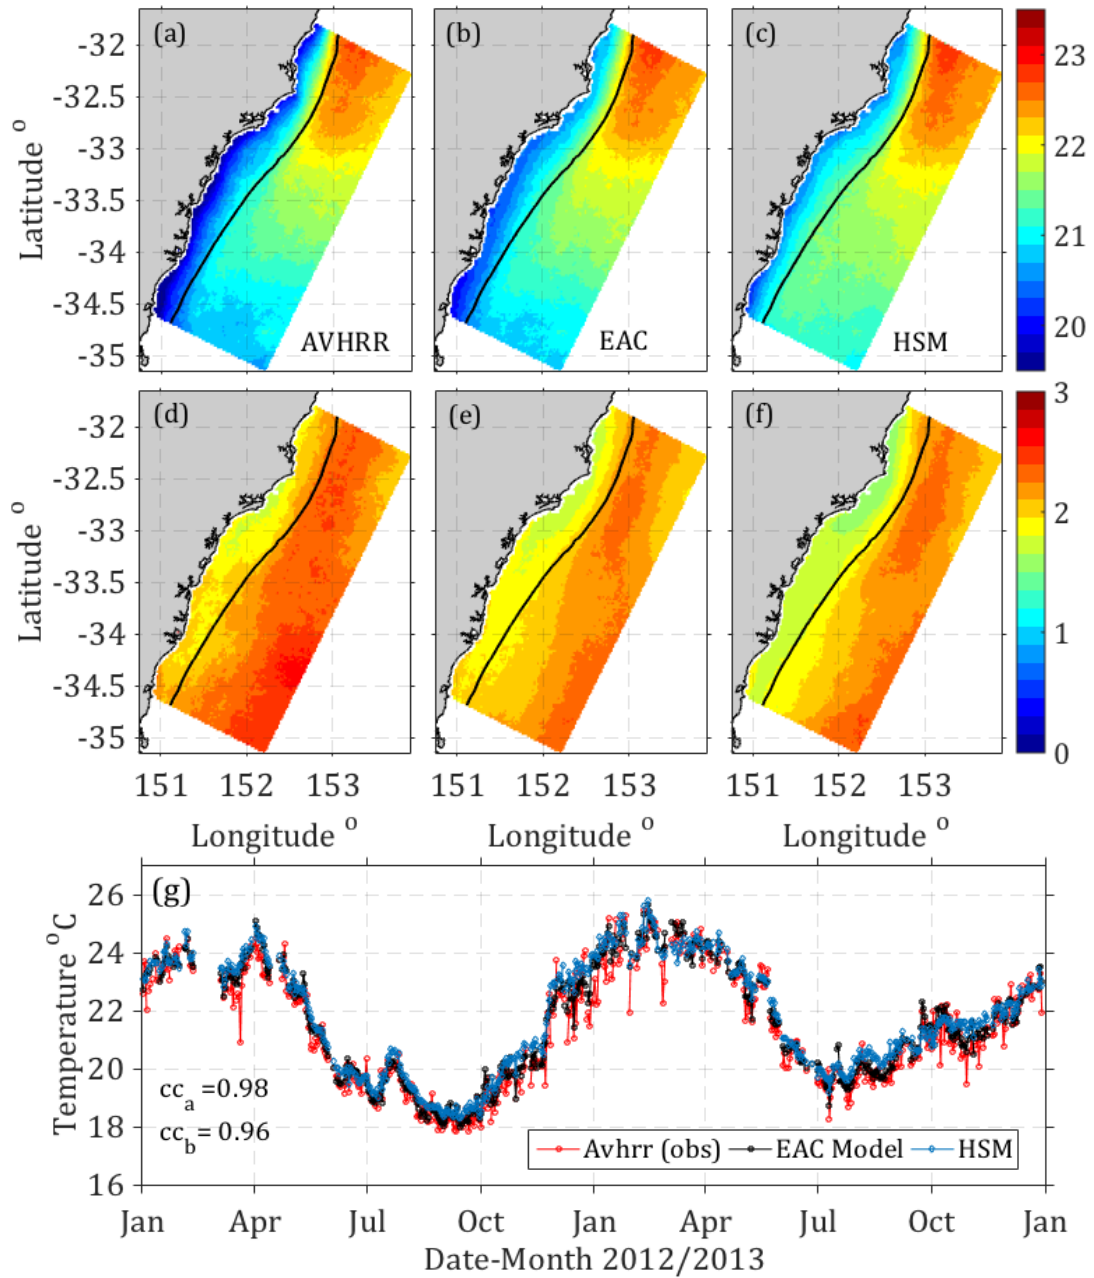 (a) (b) (c)
-32
-32.5
-33
-33.5
-34
-34.5
-35
Latitude °
AVHRR EAC HSM
23
22
21
20
(d) (e) (f)
-32
-32.5
-33
-33.5
-34
-34.5
-35
Latitude °
3
2
1
0
151 152 153 151 152 153 151 152 153
Longitude ° Longitude ° Longitude °
(g)
26
24
22
20
18
16
Temperature °C
cc_a =0.98
cc_b = 0.96
Avhrr (obs) EAC Model HSM
Jan Apr Jul Oct Jan Apr Jul Oct Jan
Date-Month 2012/2013